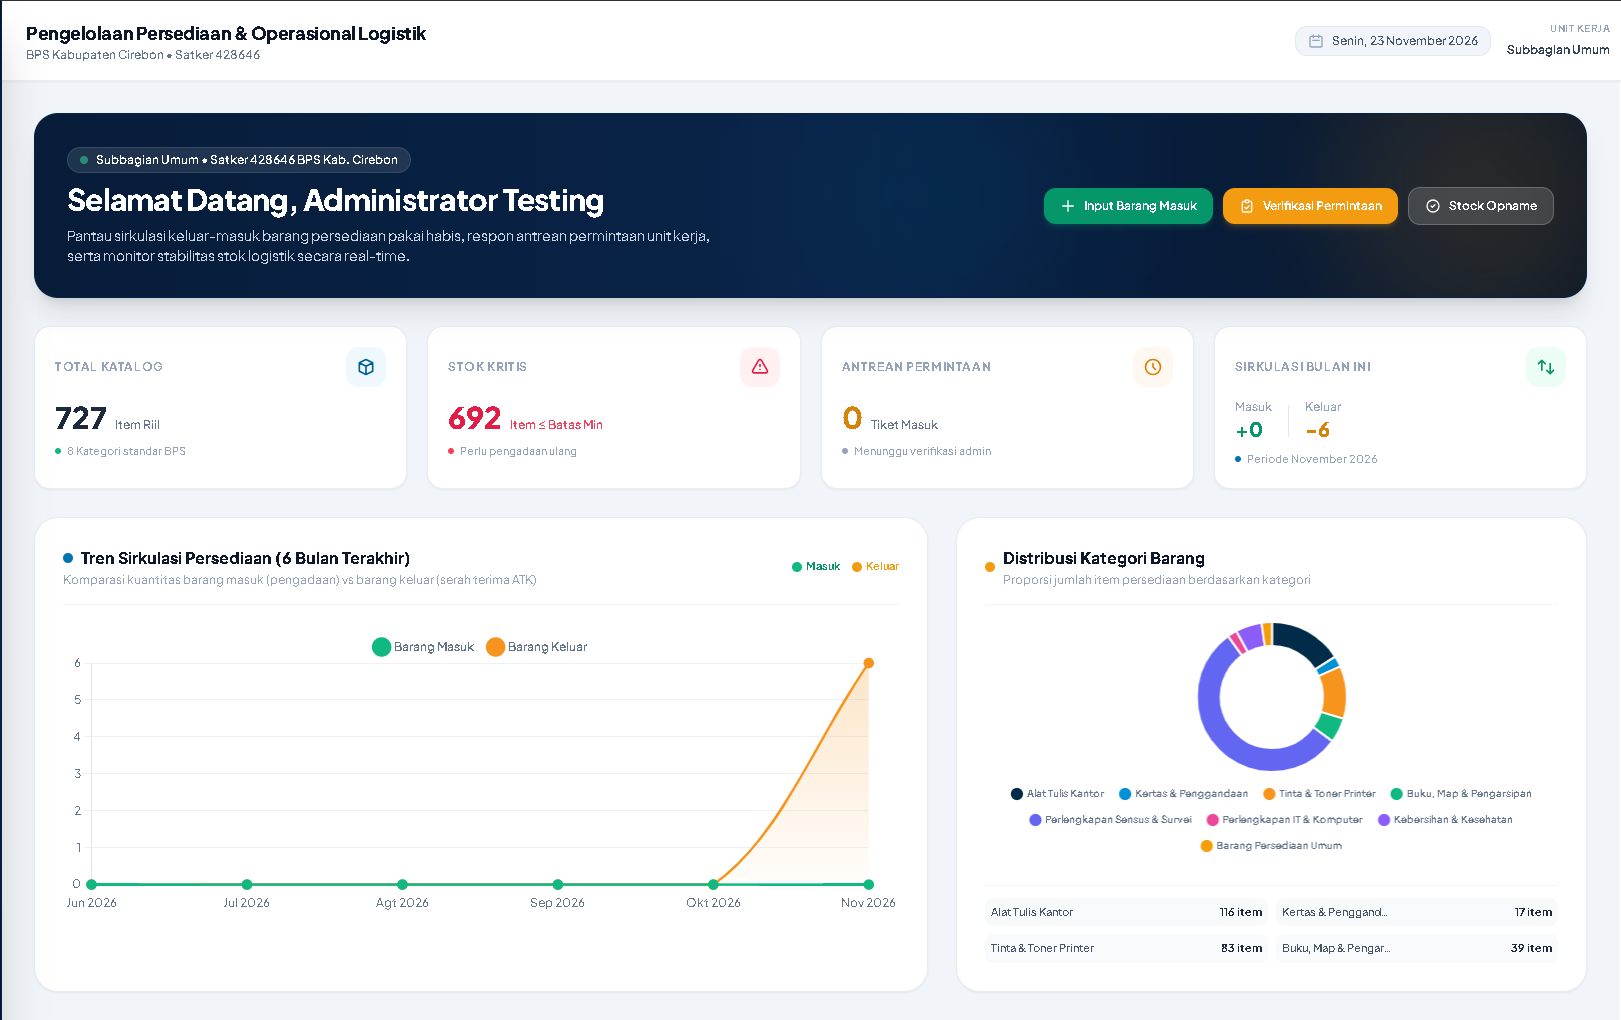 Pengelolaan Persediaan & Operasional Logistik
BPS Kabupaten Cirebon • Satker 428646
Senin, 23 November 2026
UNIT KERJA
Subbagian Umum
Subbagian Umum • Satker 428646 BPS Kab. Cirebon
Selamat Datang, Administrator Testing
Pantau sirkulasi keluar-masuk barang persediaan pakai habis, respon antrean permintaan unit kerja,
serta monitor stabilitas stok logistik secara real-time.
Input Barang Masuk
Verifikasi Permintaan
Stock Opname
TOTAL KATALOG
727 Item Riil
8 Kategori standar BPS
STOK KRITIS
692 Item ≤ Batas Min
Perlu pengadaan ulang
ANTREAN PERMINTAAN
0 Tiket Masuk
Menunggu verifikasi admin
SIRKULASI BULAN INI
Masuk Keluar
+0 -6
Periode November 2026
Tren Sirkulasi Persediaan (6 Bulan Terakhir)
Komparasi kuantitas barang masuk (pengadaan) vs barang keluar (serah terima ATK)
Masuk Keluar
Barang Masuk Barang Keluar
6
5
4
3
2
1
0
Jun 2026 Jul 2026 Agt 2026 Sep 2026 Okt 2026 Nov 2026
Distribusi Kategori Barang
Proporsi jumlah item persediaan berdasarkan kategori
Alat Tulis Kantor Kertas & Penggandaan Tinta & Toner Printer Buku, Map & Pengarsipan
Perlengkapan Sensus & Survei Perlengkapan IT & Komputer Kebersihan & Kesehatan
Barang Persediaan Umum
Alat Tulis Kantor 116 item
Kertas & Penggand... 17 item
Tinta & Toner Printer 83 item
Buku, Map & Pengar... 39 item